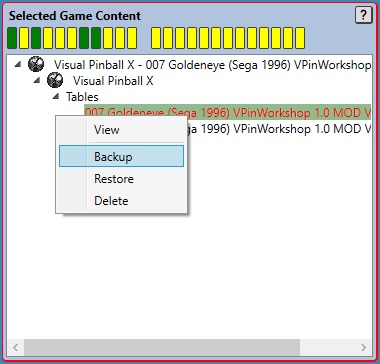 Selected Game Content
?
Visual Pinball X - 007 Goldeneye (Sega 1996) VPinWorkshop
Visual Pinball X
Tables
007 Goldeneye (Sega 1996) VPinWorkshop 1.0 MOD V
View
ga 1996) VPinWorkshop 1.0 MOD V
Backup
Restore
Delete